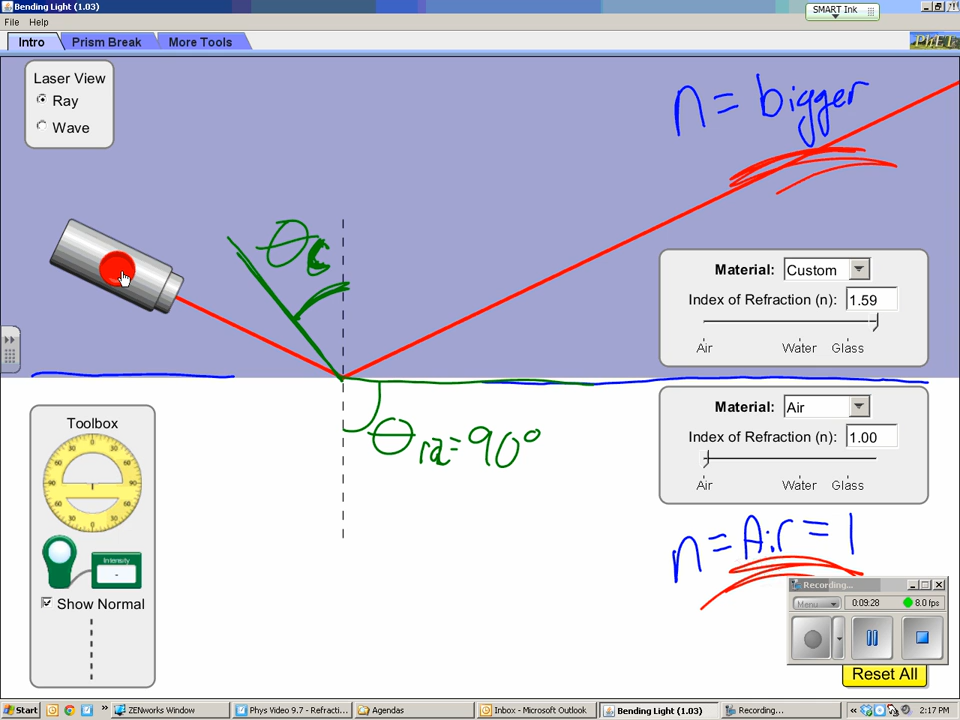 Bending Light (1.03)
SMART Ink
File Help
Intro Prism Break More Tools
PhET
Laser View
Ray
Wave
n = bigger
θc
Material: Custom
Index of Refraction (n): 1.59
Air Water Glass
Material: Air
Index of Refraction (n): 1.00
Air Water Glass
θra = 90°
n = Air = 1
Toolbox
Intensity
-
Show Normal
Recording...
Menu 0:09:28 8.0 fps
Reset All
Start ZENworks Window Phys Video 9.7 - Refracti... Agendas Inbox - Microsoft Outlook Bending Light (1.03) Recording... 2:17 PM